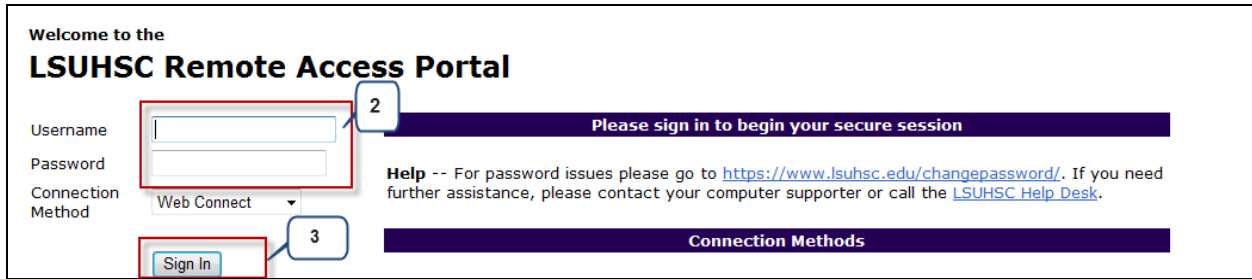 Welcome to the
LSUHSC Remote Access Portal
2
Username
Password
Connection
Method
Web Connect
3
Sign In
Please sign in to begin your secure session
Help -- For password issues please go to https://www.lsuhsc.edu/changepassword/. If you need
further assistance, please contact your computer supporter or call the LSUHSC Help Desk.
Connection Methods